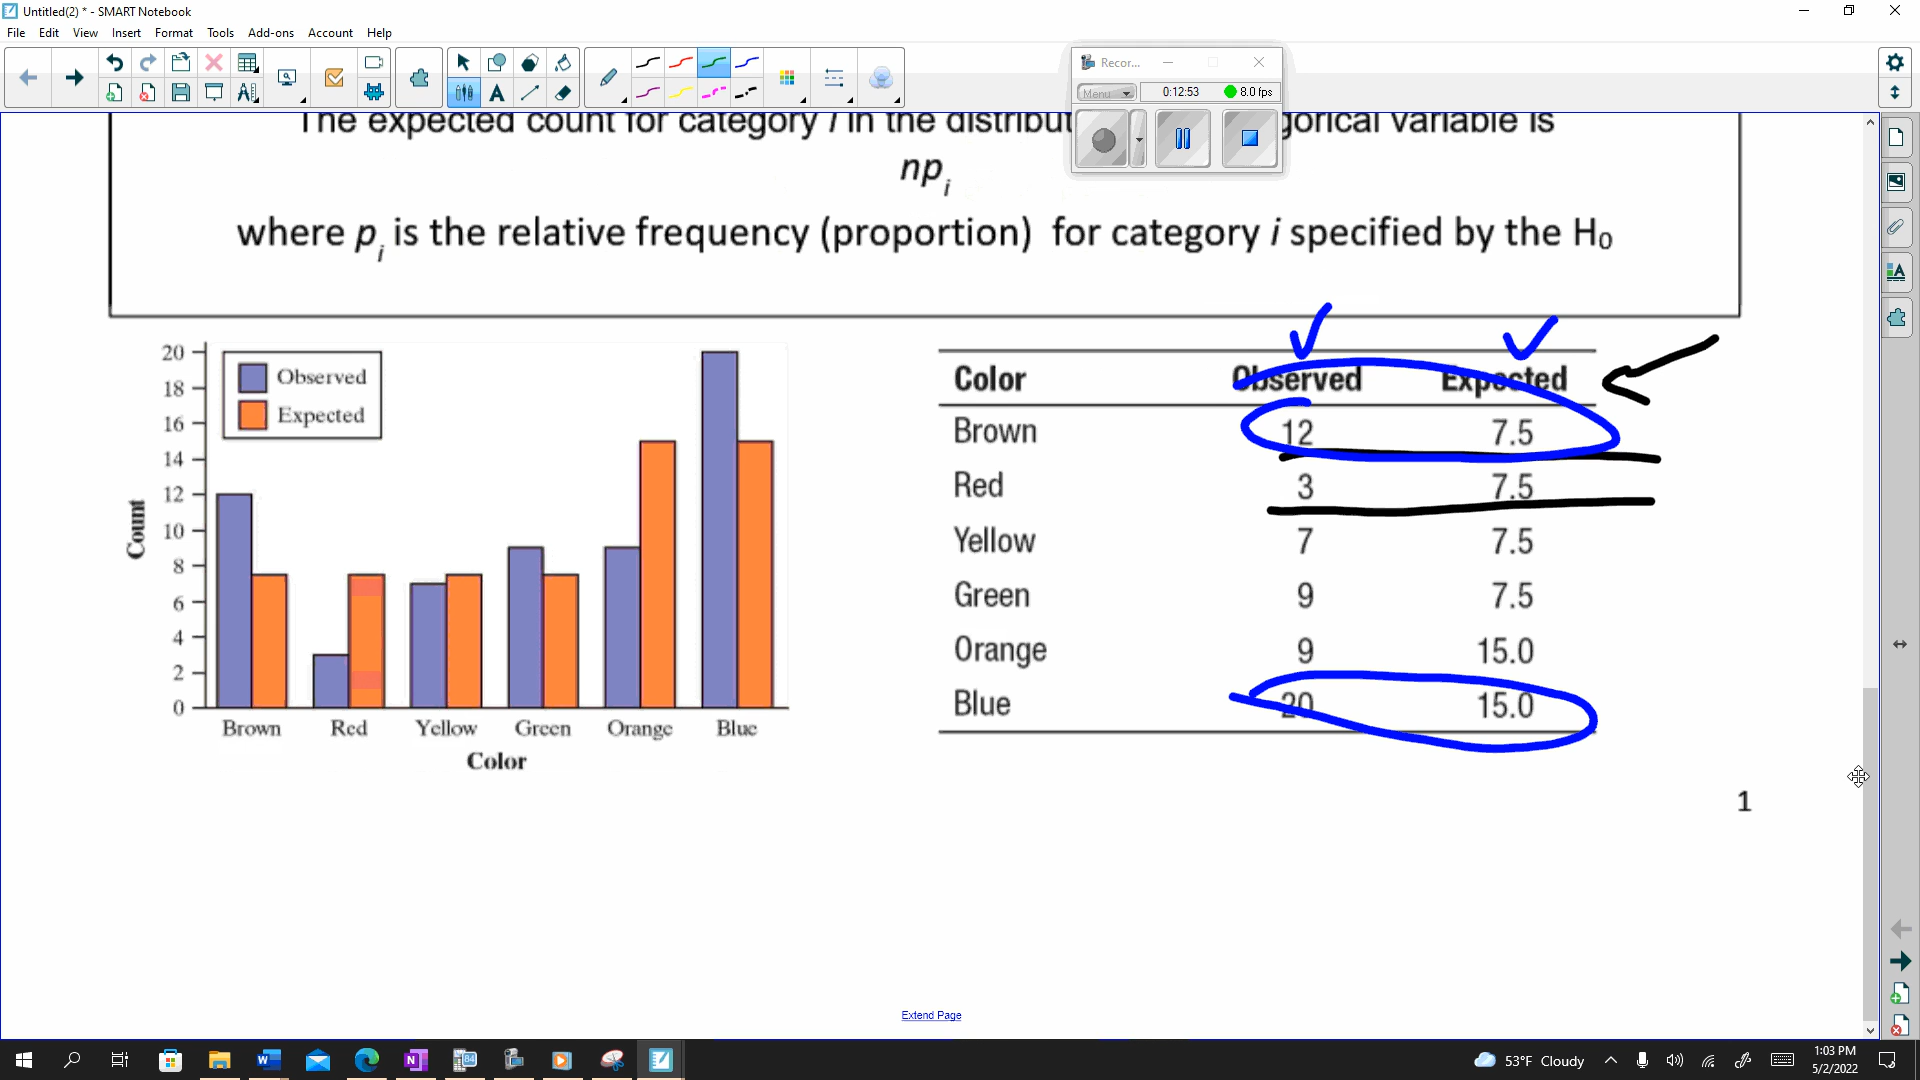 Untitled(2) * - SMART Notebook
File Edit View Insert Format Tools Add-ons Account Help
Recor...
Menu 0:12:53 8.0 fps
The expected count for category i in the gorical variable is
np i
where p i is the relative frequency (proportion) for category i specified by the H0
20
18
16
14
12
10
8
6
4
2
0
Count
Observed
Expected
Brown Red Yellow Green Orange Blue
Color
Color Observed Expected
Brown 12 7.5
Red 3 7.5
Yellow 7 7.5
Green 9 7.5
Orange 9 15.0
Blue 20 15.0
1
Extend Page
53°F Cloudy
1:03 PM
5/2/2022